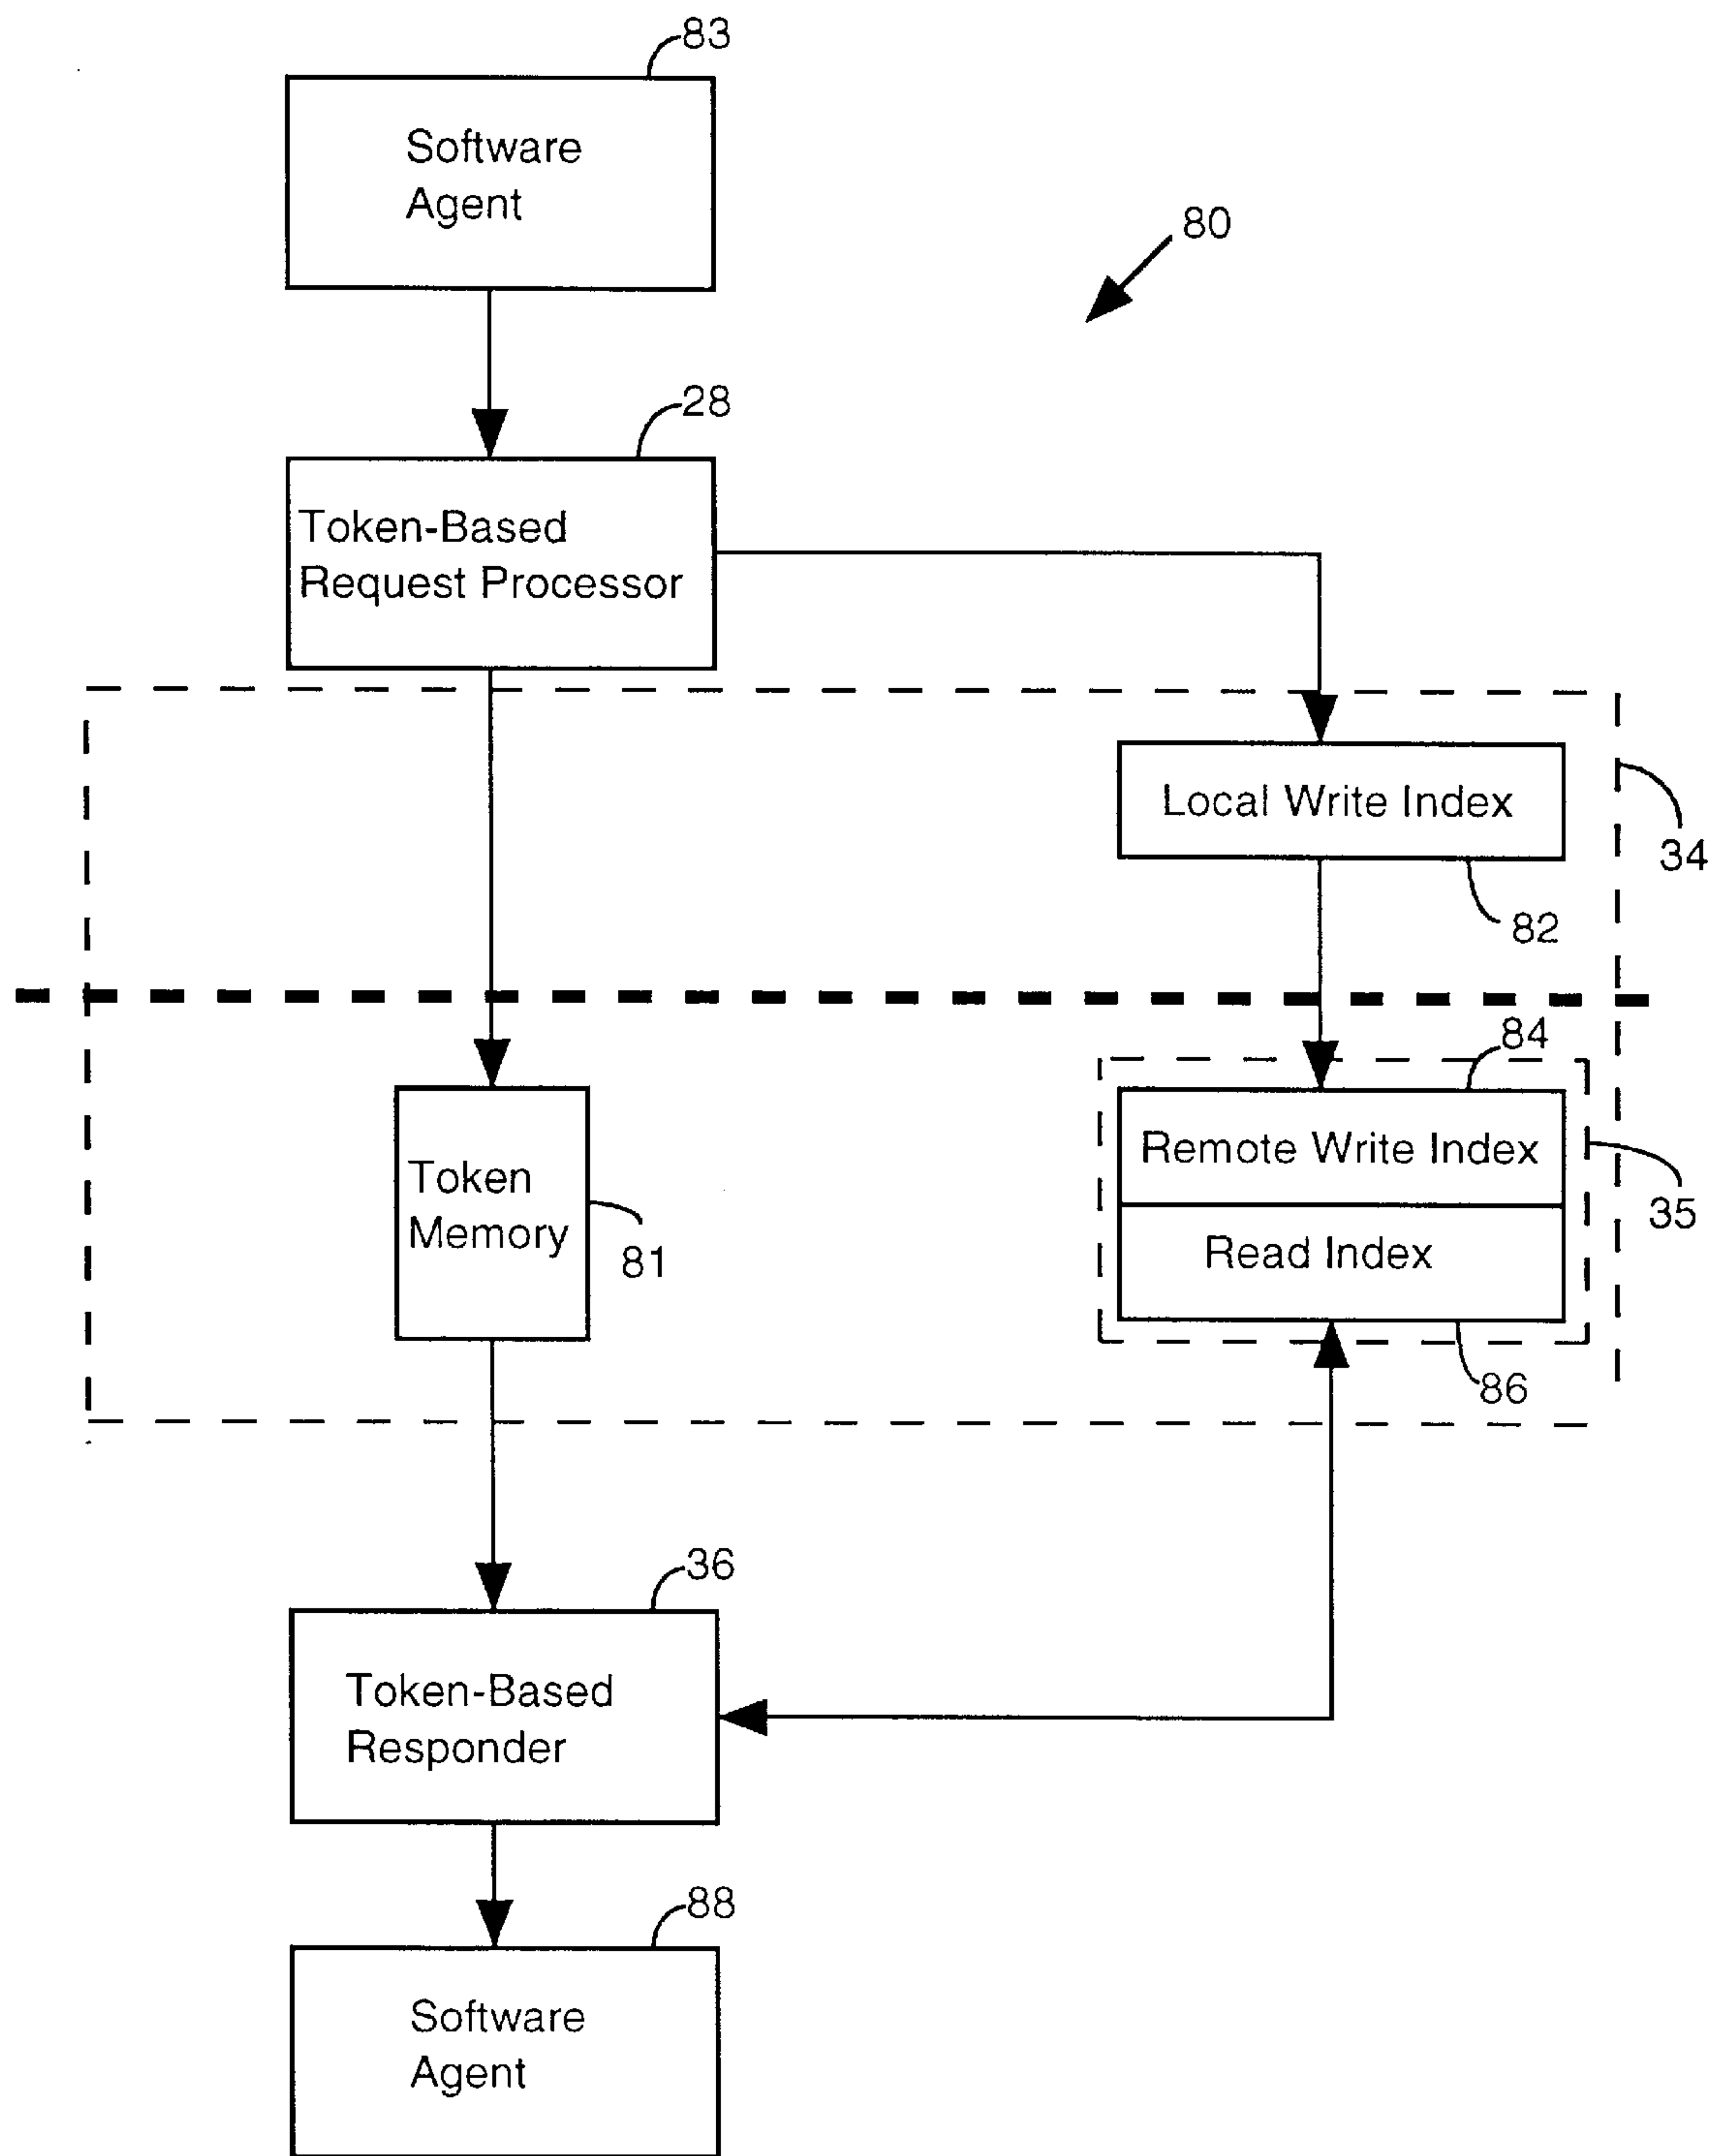 83
Software
Agent
80
28
Token-Based
Request Processor
Local Write Index
34
82
84
Remote Write Index
Token
Memory
35
Read Index
81
86
36
Token-Based
Responder
88
Software
Agent